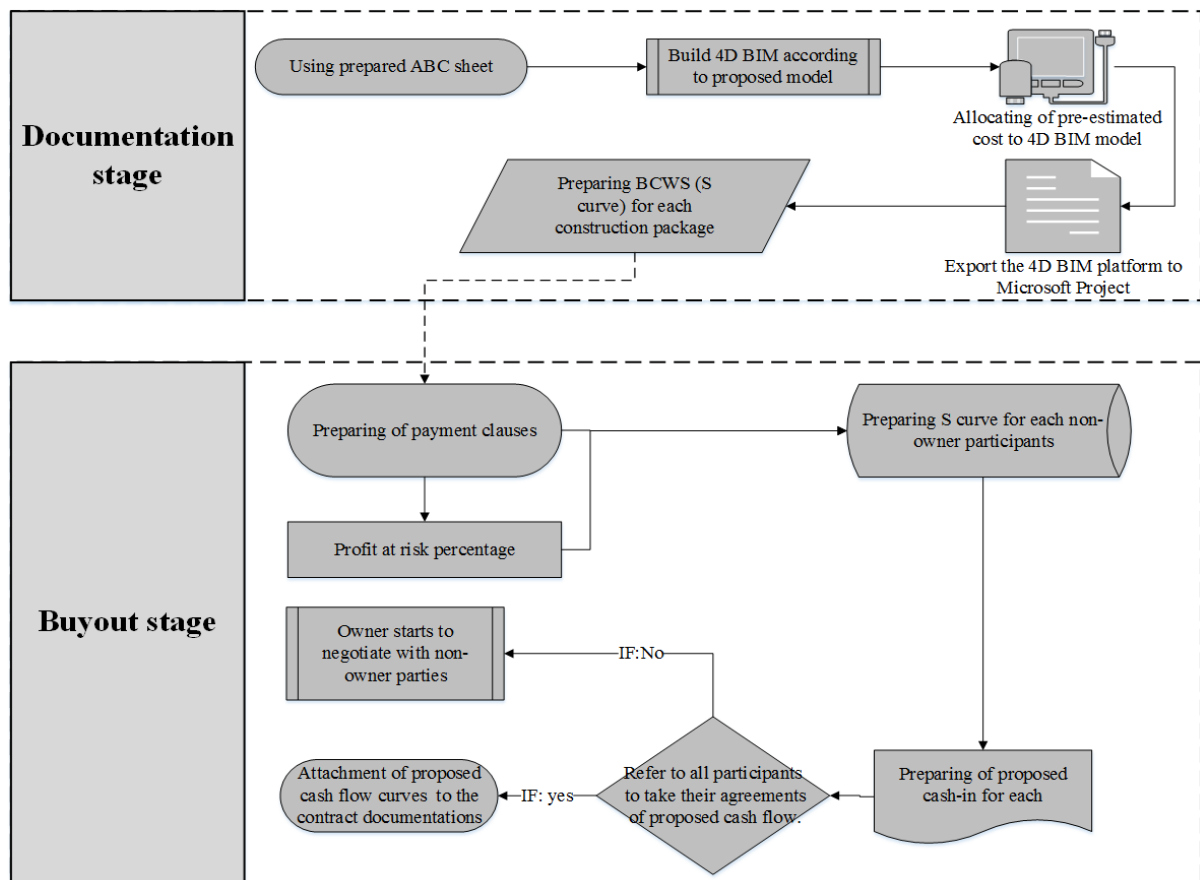 Documentation
stage
Using prepared ABC sheet
Build 4D BIM according
to proposed model
Allocating of pre-estimated
cost to 4D BIM model
Preparing BCWS (S
curve) for each
construction package
Export the 4D BIM platform to
Microsoft Project
Buyout stage
Preparing of payment clauses
Preparing S curve for each non-
owner participants
Profit at risk percentage
Owner starts to
negotiate with non-
owner parties
IF:No
Attachment of proposed
cash flow curves to the
contract documentations
IF: yes
Refer to all participants
to take their agreements
of proposed cash flow.
Preparing of proposed
cash-in for each